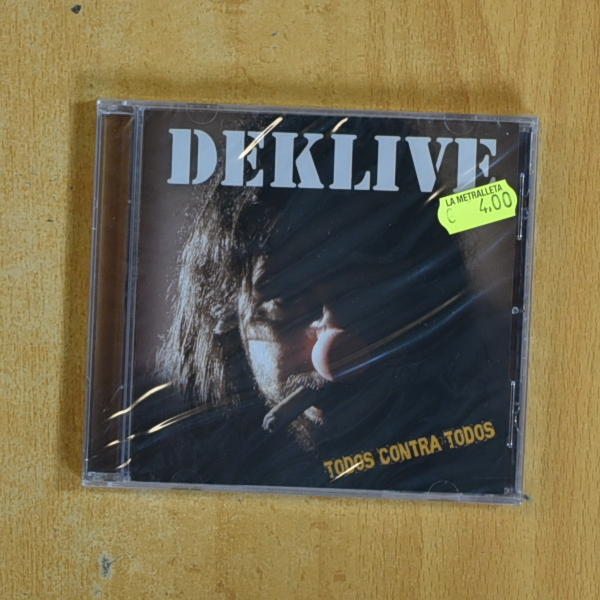 DEKLIVE
LA METRALLETA
€ 4,00
TODOS CONTRA TODOS